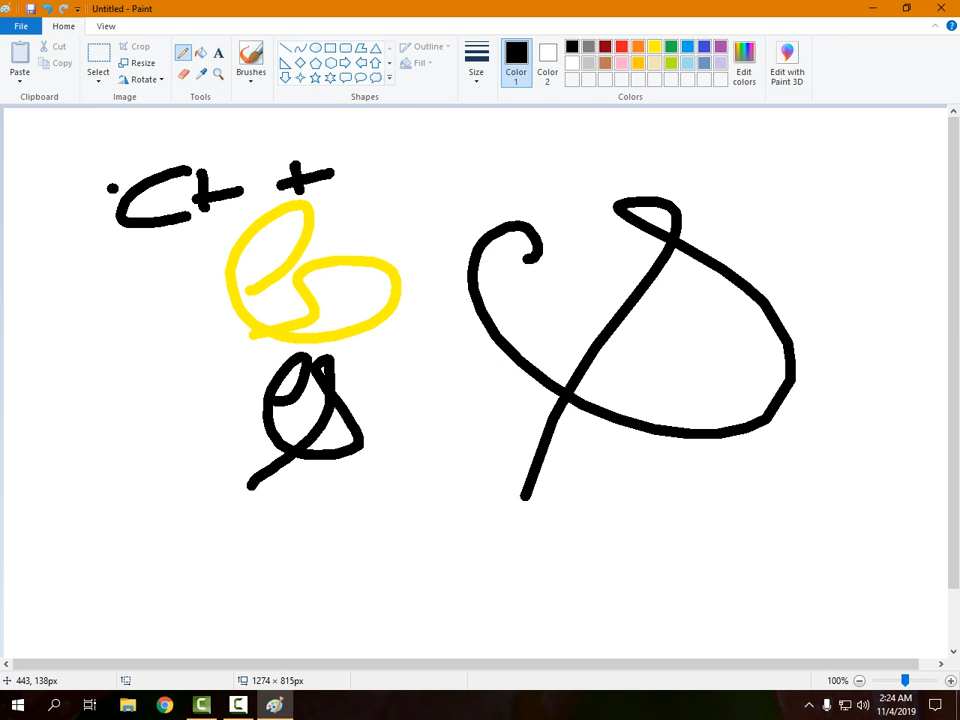 Untitled - Paint
File Home View
Paste
Cut
Copy
Clipboard
Select
Crop
Resize
Rotate
Image
A
Tools
Brushes
Shapes
Outline
Fill
Size
Color 1
Color 2
Colors
Edit colors
Edit with Paint 3D
443, 138px
1274 × 815px
100%
2:24 AM
11/4/2019